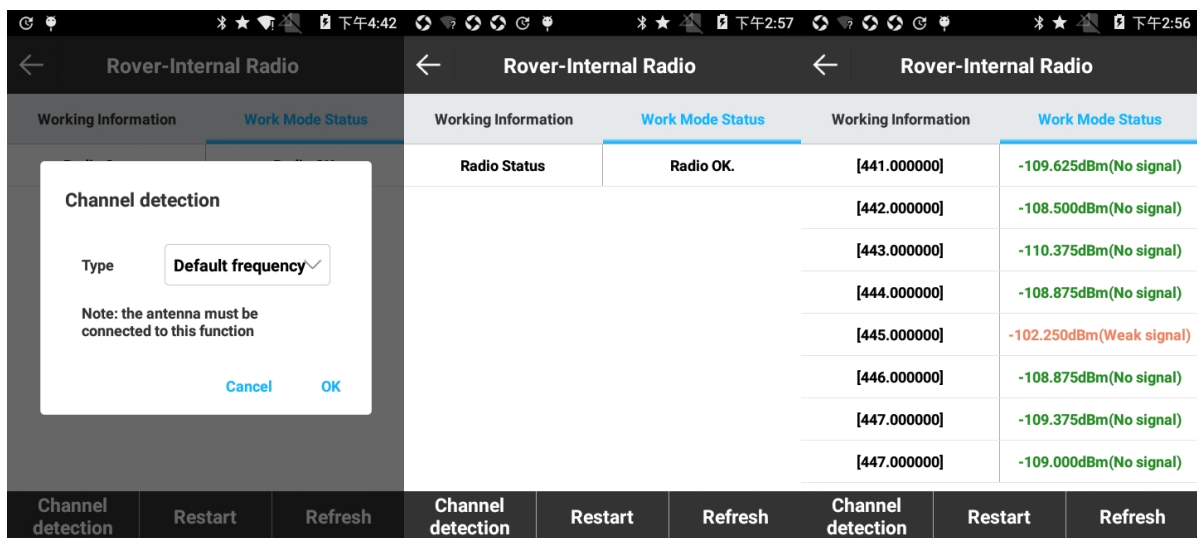 下午4:42
Rover-Internal Radio
Working Information
Work Mode Status
Channel detection
Type
Default frequency
Note: the antenna must be
connected to this function
Cancel
OK
Channel
detection
Restart
Refresh
下午2:57
Rover-Internal Radio
Working Information
Work Mode Status
Radio Status
Radio OK.
Channel
detection
Restart
Refresh
下午2:56
Rover-Internal Radio
Working Information
Work Mode Status
[441.000000] -109.625dBm(No signal)
[442.000000] -108.500dBm(No signal)
[443.000000] -110.375dBm(No signal)
[444.000000] -108.875dBm(No signal)
[445.000000] -102.250dBm(Weak signal)
[446.000000] -108.875dBm(No signal)
[447.000000] -109.375dBm(No signal)
[447.000000] -109.000dBm(No signal)
Channel
detection
Restart
Refresh